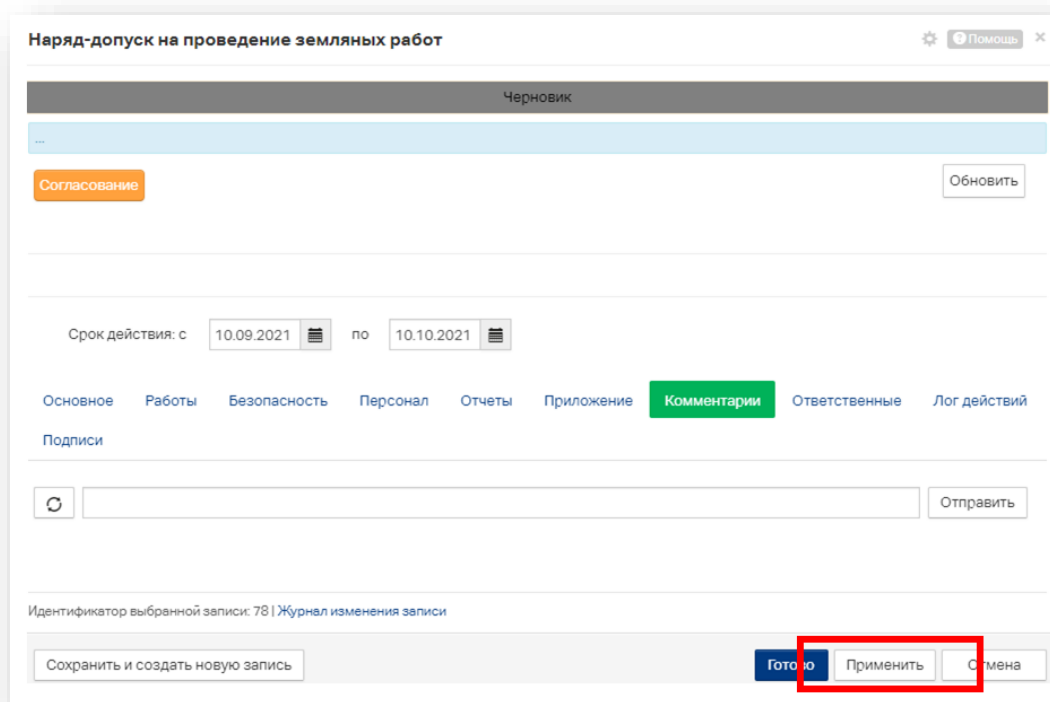 Наряд-допуск на проведение земляных работ
Помощь ×
Черновик
...
Согласование
Обновить
Срок действия: с 10.09.2021 по 10.10.2021
Основное Работы Безопасность Персонал Отчеты Приложение Комментарии Ответственные Лог действий
Подписи
Отправить
Идентификатор выбранной записи: 78 | Журнал изменения записи
Сохранить и создать новую запись Готово Применить Отмена